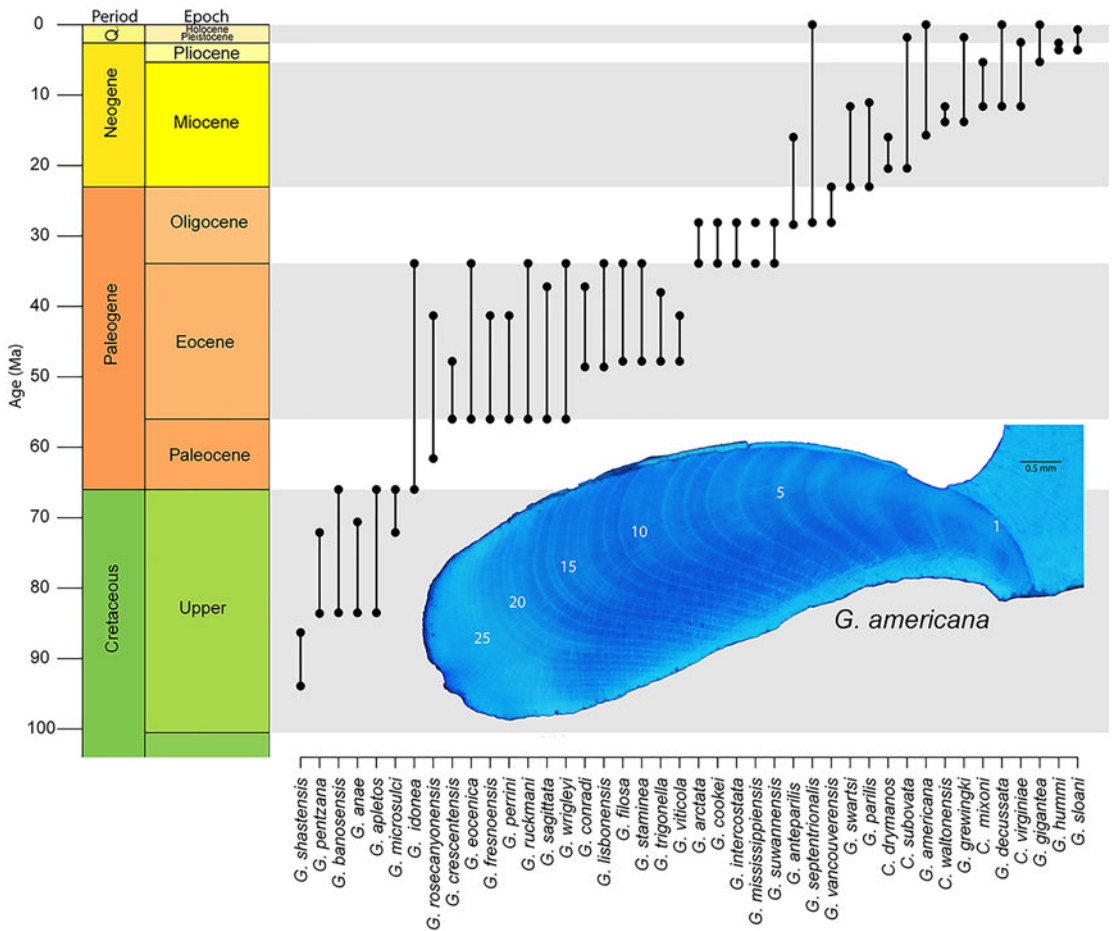 Period Epoch
0
Q
Holocene
Pleistocene
Pliocene
10
Neogene
Miocene
20
30
Oligocene
40
Paleogene
Eocene
50
Age (Ma)
60
Paleocene
70
80
Cretaceous
Upper
90
100
0.5 mm
1
5
10
15
20
25
G. americana
G. shastensis
G. pentzana
G. banosensis
G. anae
G. apletos
G. microsulci
G. idonea
G. rosecanyonensis
G. crescentensis
G. eocenica
G. fresnoensis
G. perrini
G. ruckmani
G. sagittata
G. wrigleyi
G. conradi
G. lisbonensis
G. filosa
G. staminea
G. trigonella
G. viticola
G. arctata
G. cookei
G. intercostata
G. mississippiensis
G. suwannensis
G. anteparilis
G. septentrionalis
G. vancouverensis
G. swartsi
G. parilis
C. drymanos
C. subovata
G. americana
C. waltonensis
G. grewingki
C. mixoni
G. decussata
C. virginiae
G. gigantea
G. hummi
G. sloani